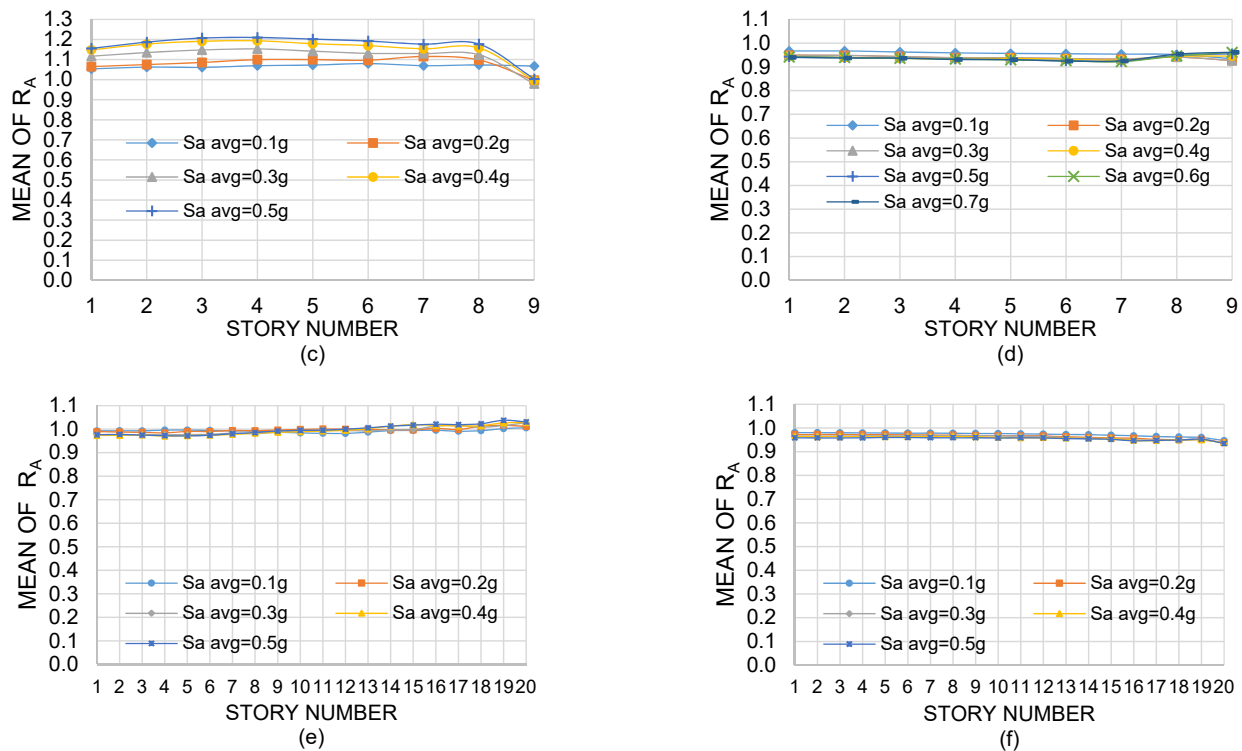 MEAN OF R_A
1.3
1.2
1.1
1.0
0.9
0.8
0.7
0.6
0.5
0.4
0.3
0.2
0.1
0.0
Sa avg=0.1g Sa avg=0.2g
Sa avg=0.3g Sa avg=0.4g
Sa avg=0.5g
1 2 3 4 5 6 7 8 9
STORY NUMBER
(c)
MEAN OF R_A
1.1
1.0
0.9
0.8
0.7
0.6
0.5
0.4
0.3
0.2
0.1
0.0
Sa avg=0.1g Sa avg=0.2g
Sa avg=0.3g Sa avg=0.4g
Sa avg=0.5g Sa avg=0.6g
Sa avg=0.7g
1 2 3 4 5 6 7 8 9
STORY NUMBER
(d)
MEAN OF R_A
1.1
1.0
0.9
0.8
0.7
0.6
0.5
0.4
0.3
0.2
0.1
0.0
Sa avg=0.1g Sa avg=0.2g
Sa avg=0.3g Sa avg=0.4g
Sa avg=0.5g
1 2 3 4 5 6 7 8 9 10 11 12 13 14 15 16 17 18 19 20
STORY NUMBER
(e)
MEAN OF R_A
1.1
1.0
0.9
0.8
0.7
0.6
0.5
0.4
0.3
0.2
0.1
0.0
Sa avg=0.1g Sa avg=0.2g
Sa avg=0.3g Sa avg=0.4g
Sa avg=0.5g
1 2 3 4 5 6 7 8 9 10 11 12 13 14 15 16 17 18 19 20
STORY NUMBER
(f)